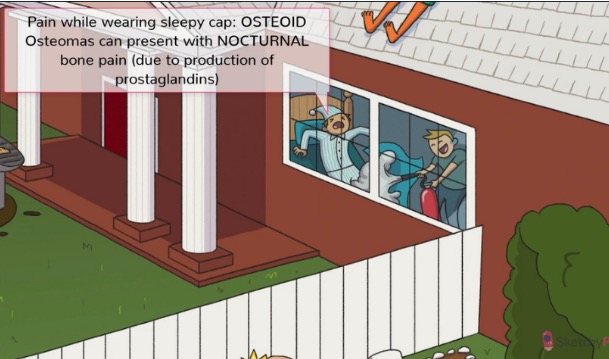 Pain while wearing sleepy cap: OSTEOID
Osteomas can present with NOCTURNAL
bone pain (due to production of
prostaglandins)